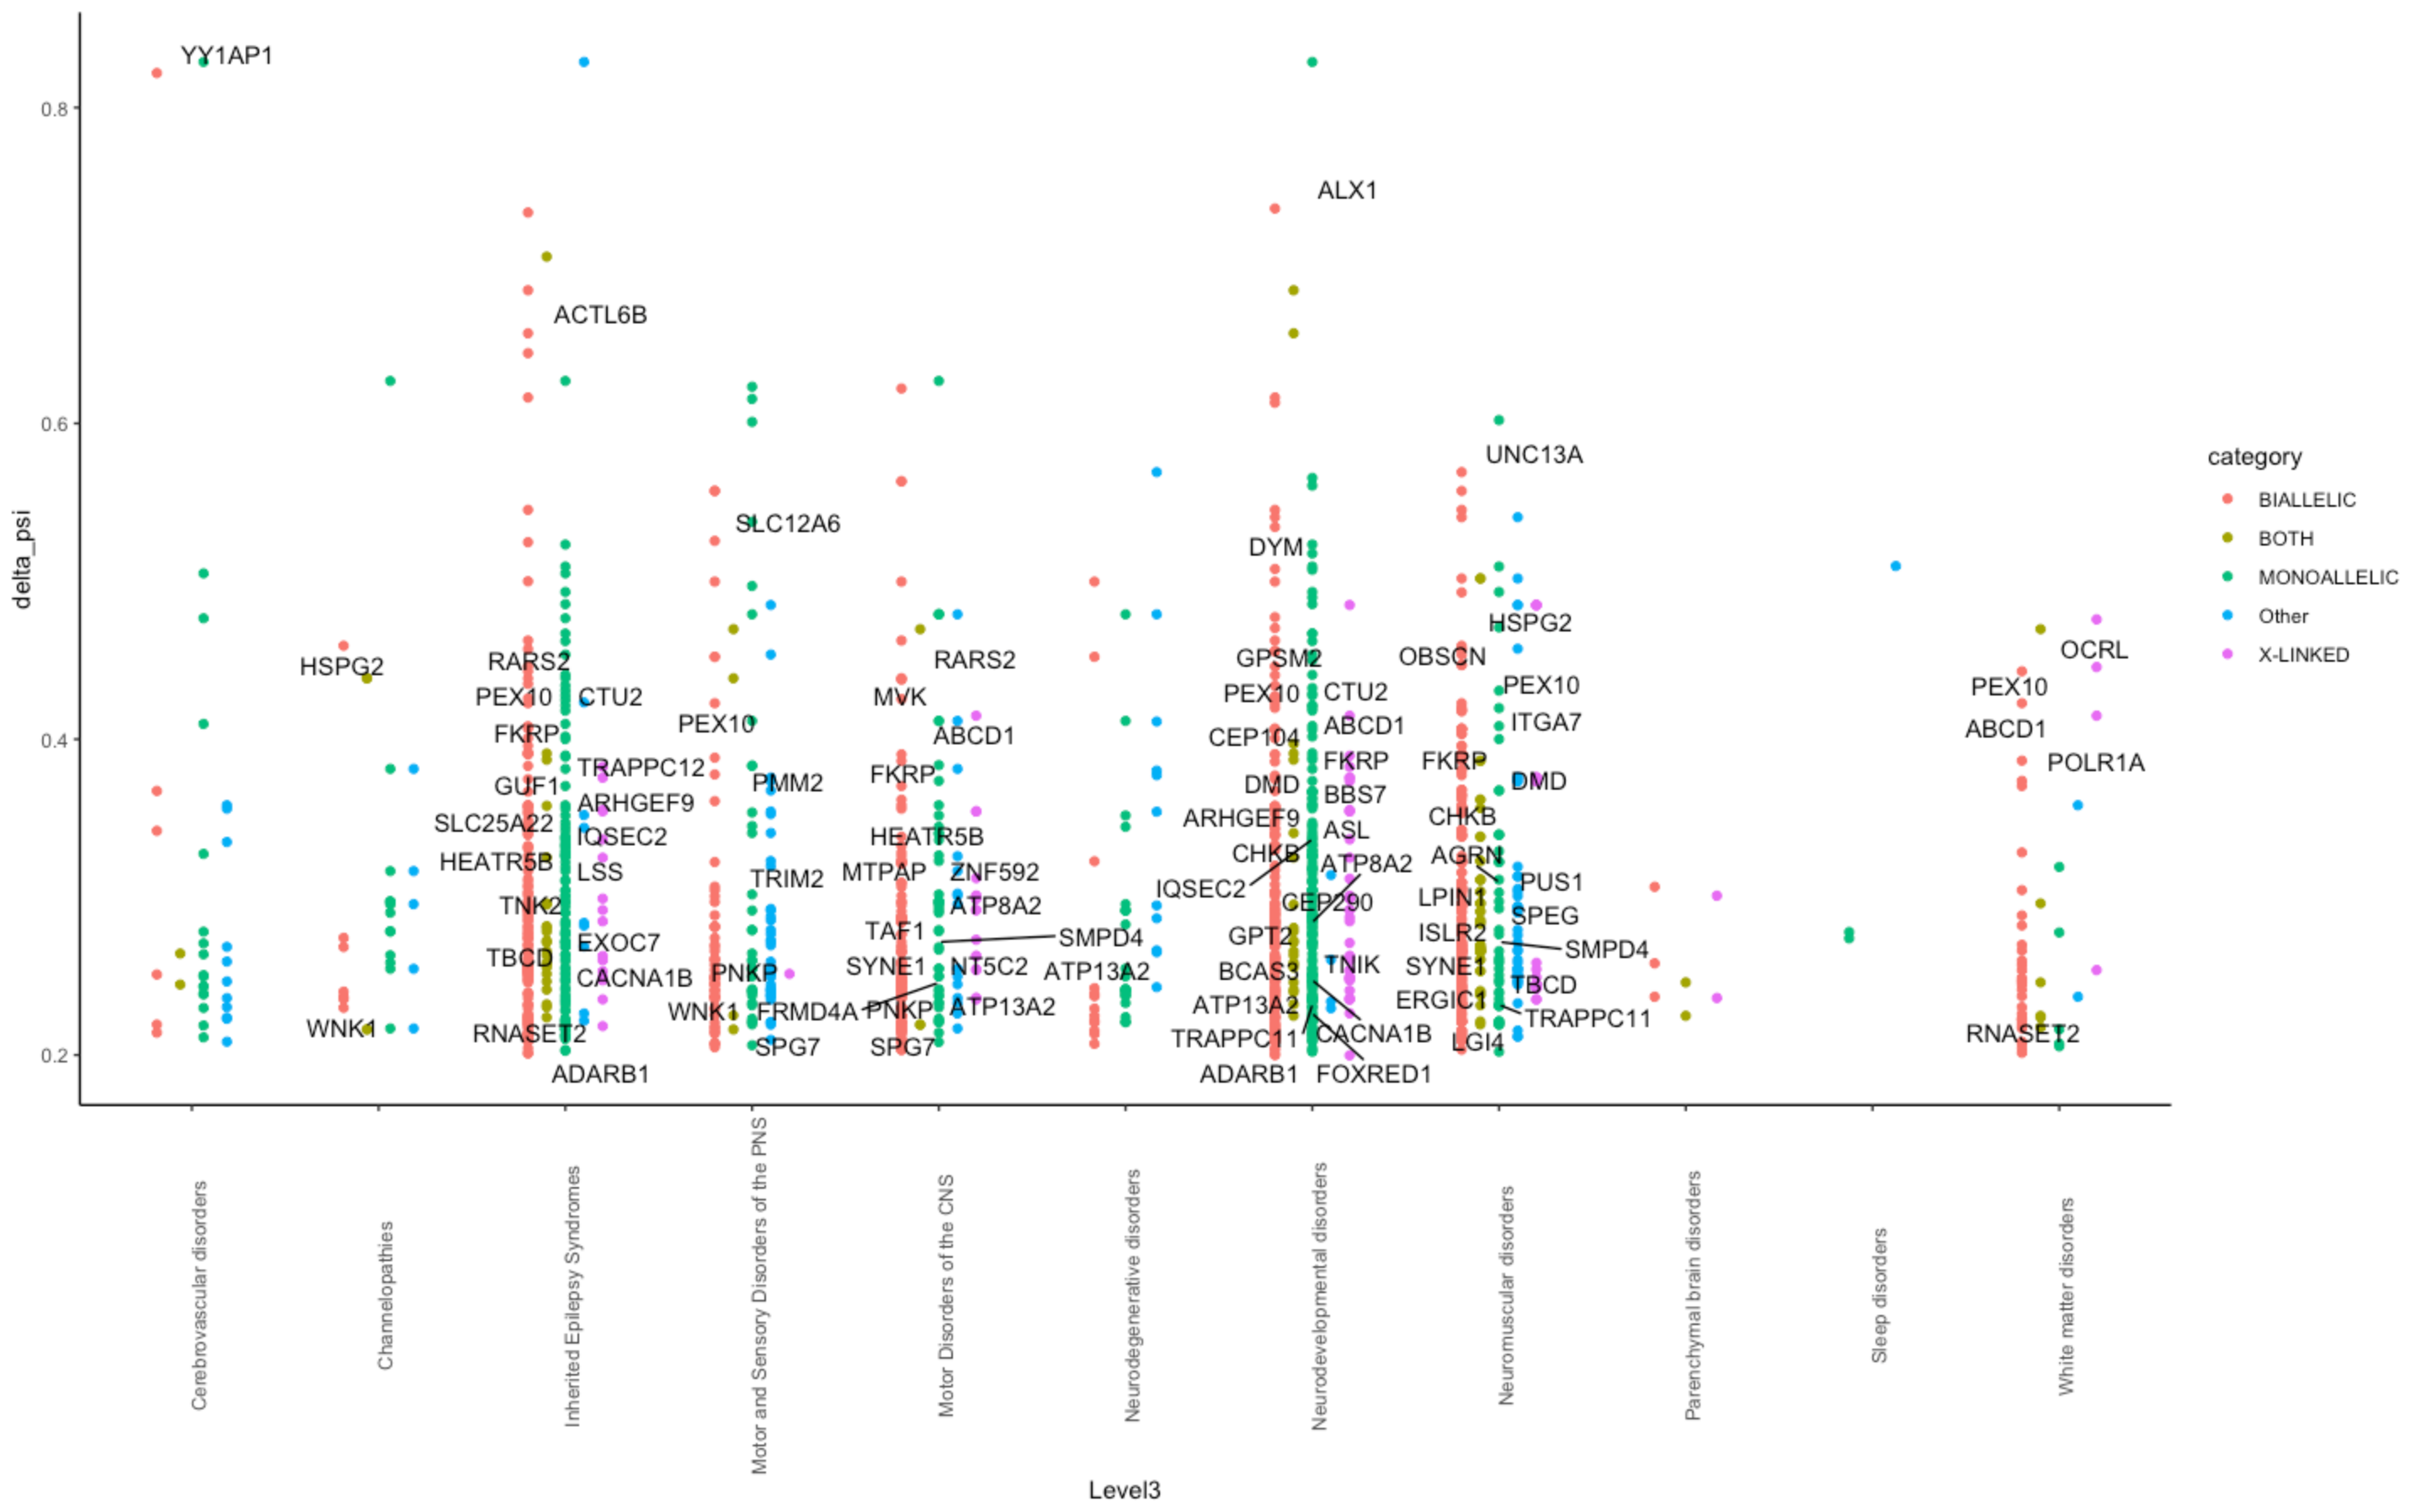 YY1AP1
0.8
ALX1
ACTL6B
0.6
UNC13A
category
BIALLELIC
BOTH
MONOALLELIC
Other
X-LINKED
delta_psi
SLC12A6
DYM
HSPG2
HSPG2
RARS2
RARS2
GPSM2
OBSCN
OCRL
PEX10
CTU2
MVK
PEX10
CTU2
PEX10
PEX10
FKRP
PEX10
ABCD1
CEP104
ABCD1
ITGA7
ABCD1
0.4
TRAPPC12
PMM2
FKRP
FKRP
FKRP
POLR1A
GUF1
ARHGEF9
DMD
BBS7
DMD
SLC25A22
IQSEC2
HEATR5B
ARHGEF9
ASL
CHKB
HEATR5B
LSS
TRIM2
MTPAP
ZNF592
CHKB
ATP8A2
AGRN
PUS1
TNK2
ATP8A2
IQSEC2
CEP290
LPIN1
SPEG
TBCD
EXOC7
TAF1
SMPD4
GPT2
ISLR2
SMPD4
CACNA1B
PNKP
SYNE1
NT5C2
ATP13A2
BCAS3
TNIK
SYNE1
TBCD
WNK1
RNASET2
WNK1
FRMD4A
PNKP
ATP13A2
ATP13A2
ERGIC1
TRAPPC11
RNASET2
SPG7
SPG7
TRAPPC11
CACNA1B
LGI4
0.2
ADARB1
ADARB1
FOXRED1
Cerebrovascular disorders
Channelopathies
Inherited Epilepsy Syndromes
Motor and Sensory Disorders of the PNS
Motor Disorders of the CNS
Neurodegenerative disorders
Neurodevelopmental disorders
Neuromuscular disorders
Parenchymal brain disorders
Sleep disorders
White matter disorders
Level3